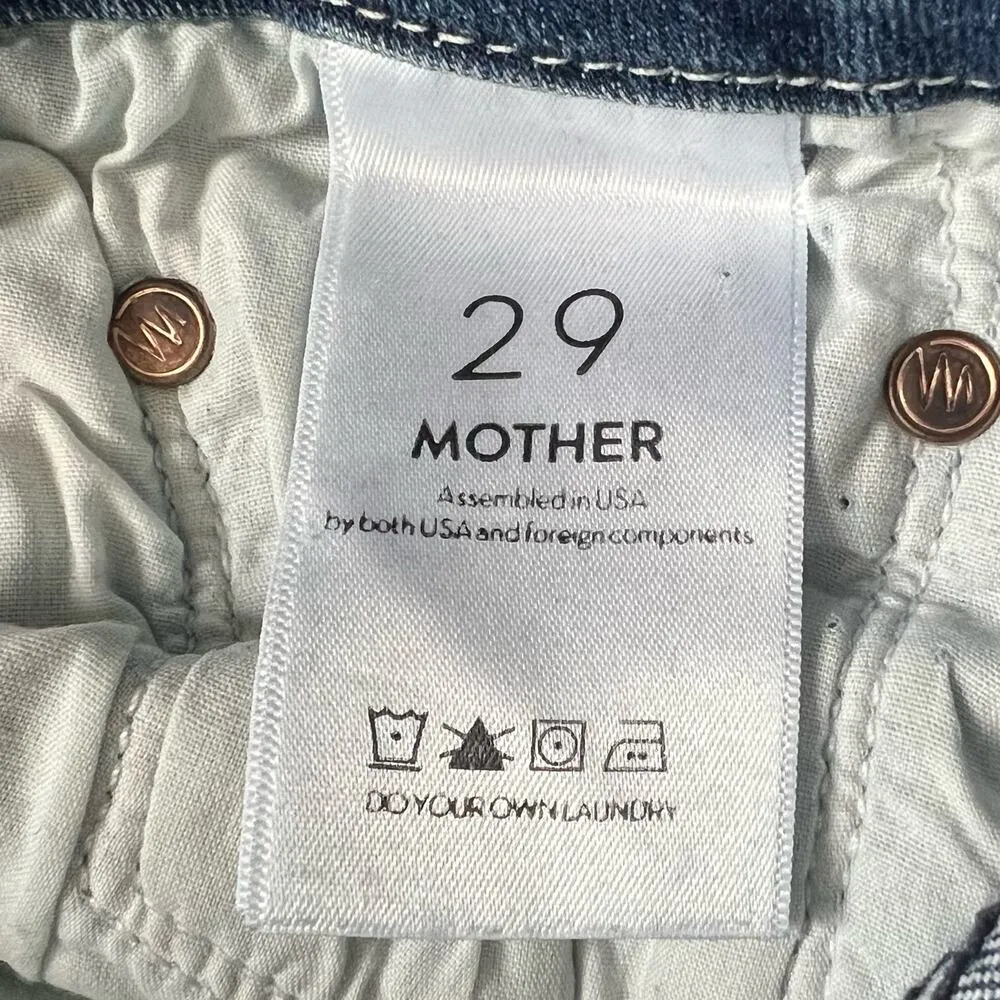 29
MOTHER
Assembled in USA
by both USA and foreign components
DO YOUR OWN LAUNDRY